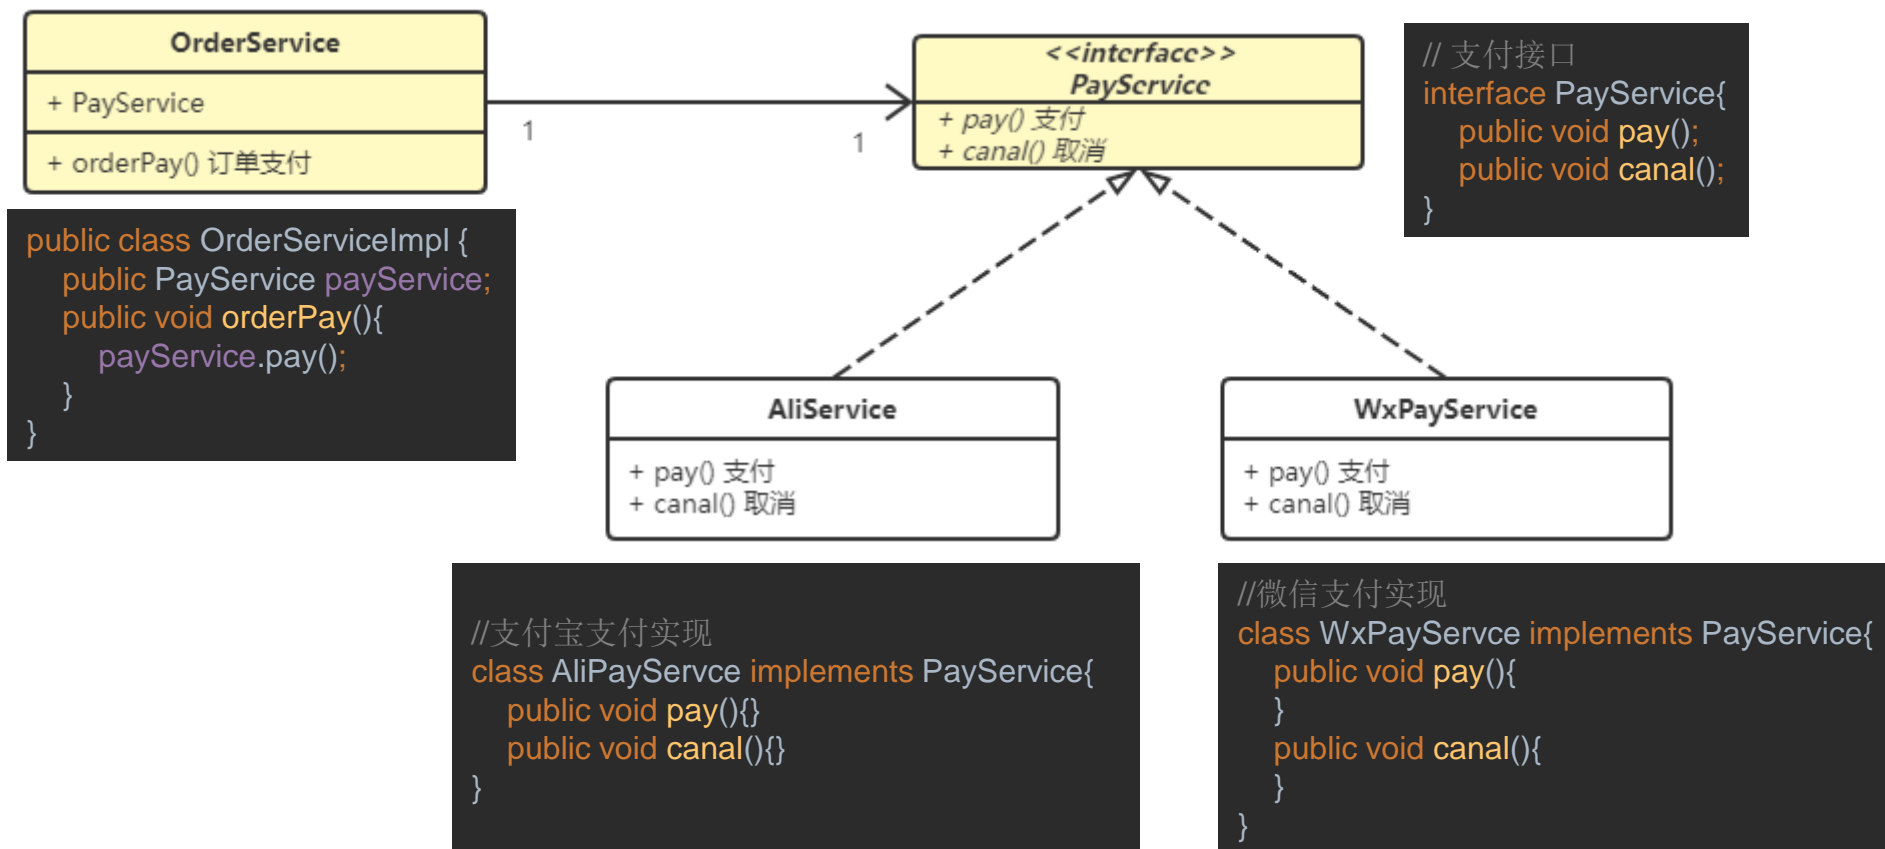 OrderService
+ PayService
+ orderPay() 订单支付
1
1
<<interface>>
PayService
+ pay() 支付
+ canal() 取消
// 支付接口
interface PayService{
public void pay();
public void canal();
}
public class OrderServiceImpl {
public PayService payService;
public void orderPay(){
payService.pay();
}
}
AliService
+ pay() 支付
+ canal() 取消
WxPayService
+ pay() 支付
+ canal() 取消
//支付宝支付实现
class AliPayServce implements PayService{
public void pay(){}
public void canal(){}
}
//微信支付实现
class WxPayServce implements PayService{
public void pay(){
}
public void canal(){
}
}